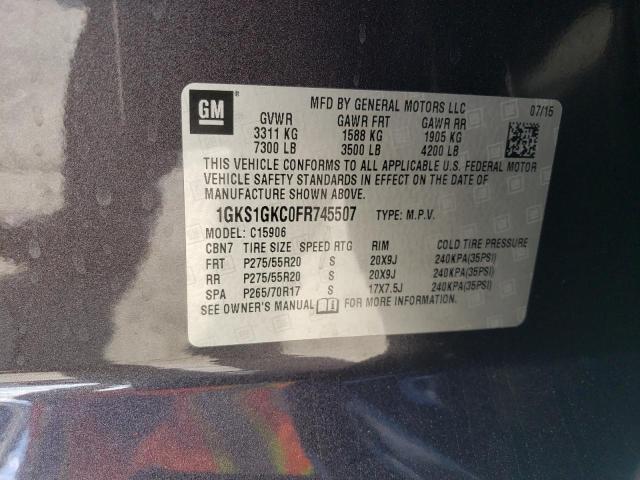 GM
MFD BY GENERAL MOTORS LLC 07/15
GVWR GAWR FRT GAWR RR
3311 KG 1588 KG 1905 KG
7300 LB 3500 LB 4200 LB
THIS VEHICLE CONFORMS TO ALL APPLICABLE U.S. FEDERAL MOTOR
VEHICLE SAFETY STANDARDS IN EFFECT ON THE DATE OF
MANUFACTURE SHOWN ABOVE.
1GKS1GKC0FR745507 TYPE: M.P.V.
MODEL: C15906
CBN7 TIRE SIZE SPEED RTG RIM COLD TIRE PRESSURE
FRT P275/55R20 S 20X9J 240KPA(35PSI)
RR P275/55R20 S 20X9J 240KPA(35PSI)
SPA P265/70R17 S 17X7.5J 240KPA(35PSI)
SEE OWNER'S MANUAL FOR MORE INFORMATION.